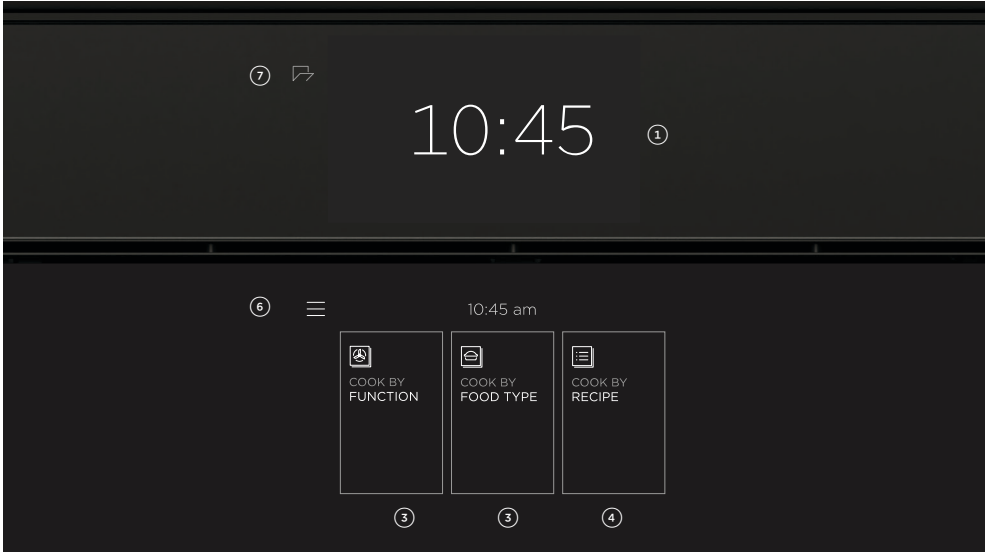 7
10:45
1
6
10:45 am
COOK BY
FUNCTION
COOK BY
FOOD TYPE
COOK BY
RECIPE
3
3
4